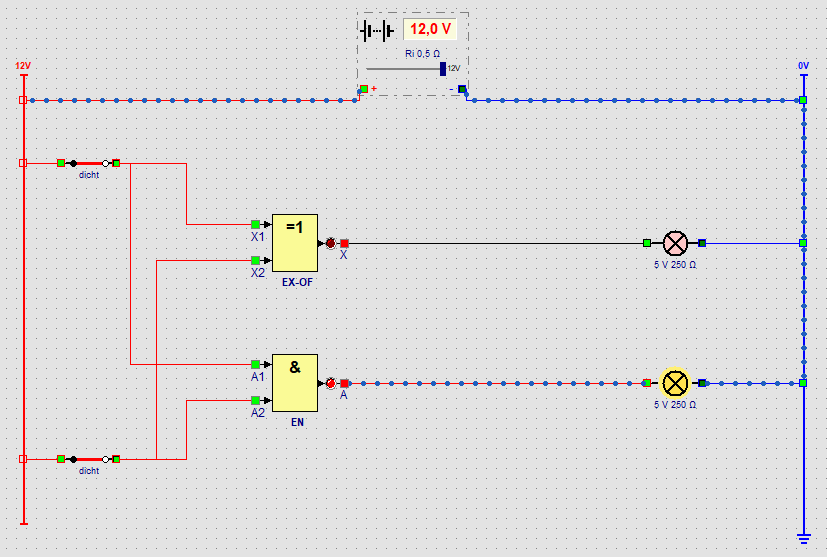 12,0 V
Ri 0,5 Ω
12V
+
-
12V
0V
dicht
X1
=1
X2
X
EX-OF
5 V 250 Ω
A1
&
A2
A
EN
5 V 250 Ω
dicht